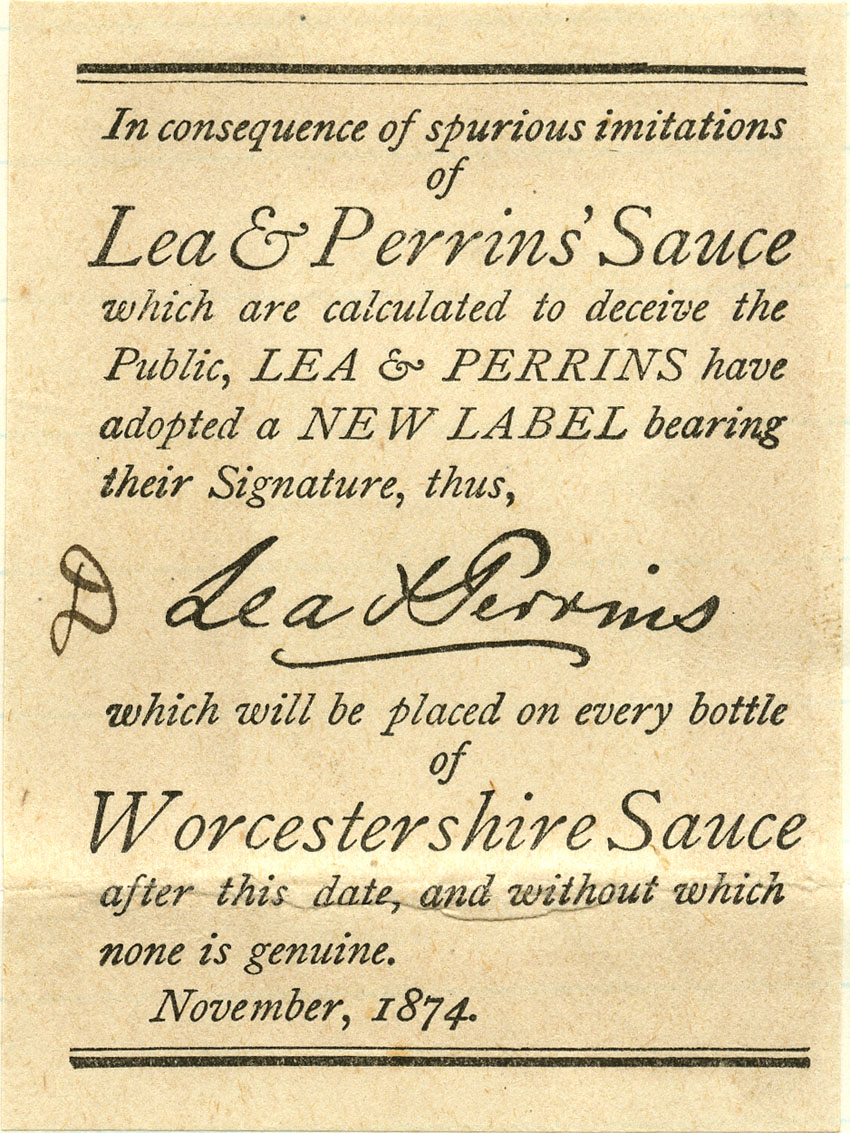 In consequence of spurious imitations
of
Lea & Perrins' Sauce
which are calculated to deceive the
Public, LEA & PERRINS have
adopted a NEW LABEL bearing
their Signature, thus,
D Lea & Perrins
which will be placed on every bottle
of
Worcestershire Sauce
after this date, and without which
none is genuine.
November, 1874.